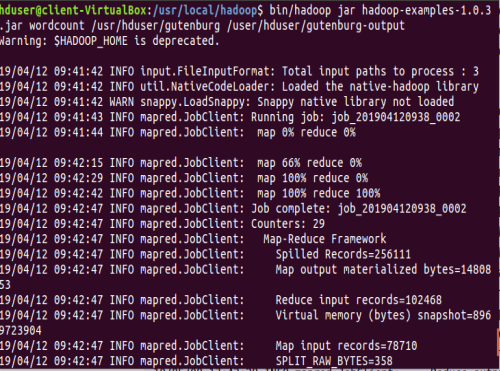 hduser@client-VirtualBox:/usr/local/hadoop$ bin/hadoop jar hadoop-examples-1.0.3
.jar wordcount /usr/hduser/gutenburg /user/hduser/gutenburg-output
Warning: $HADOOP_HOME is deprecated.
19/04/12 09:41:42 INFO input.FileInputFormat: Total input paths to process : 3
19/04/12 09:41:42 INFO util.NativeCodeLoader: Loaded the native-hadoop library
19/04/12 09:41:42 WARN snappy.LoadSnappy: Snappy native library not loaded
19/04/12 09:41:43 INFO mapred.JobClient: Running job: job_201904120938_0002
19/04/12 09:41:44 INFO mapred.JobClient:  map 0% reduce 0%
19/04/12 09:42:15 INFO mapred.JobClient:  map 66% reduce 0%
19/04/12 09:42:29 INFO mapred.JobClient:  map 100% reduce 0%
19/04/12 09:42:42 INFO mapred.JobClient:  map 100% reduce 100%
19/04/12 09:42:47 INFO mapred.JobClient: Job complete: job_201904120938_0002
19/04/12 09:42:47 INFO mapred.JobClient: Counters: 29
19/04/12 09:42:47 INFO mapred.JobClient:   Map-Reduce Framework
19/04/12 09:42:47 INFO mapred.JobClient:     Spilled Records=256111
19/04/12 09:42:47 INFO mapred.JobClient:     Map output materialized bytes=14808
53
19/04/12 09:42:47 INFO mapred.JobClient:     Reduce input records=102468
19/04/12 09:42:47 INFO mapred.JobClient:     Virtual memory (bytes) snapshot=896
9723904
19/04/12 09:42:47 INFO mapred.JobClient:     Map input records=78710
19/04/12 09:42:47 INFO mapred.JobClient:     SPLIT_RAW_BYTES=358